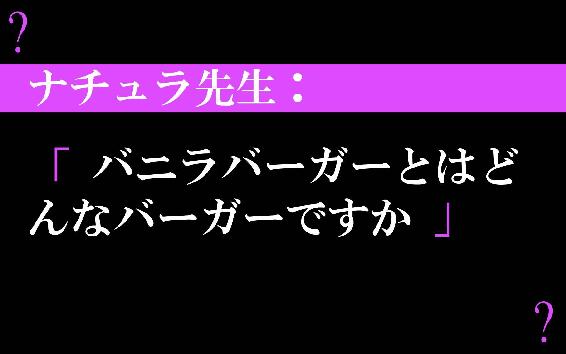 ?
ナチュラ先生：
「 バニラバーガーとはど
んなバーガーですか 」
?